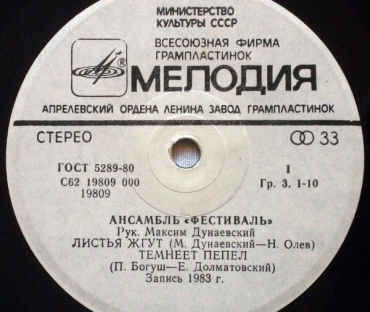 МИНИСТЕРСТВО
КУЛЬТУРЫ СССР
ВСЕСОЮЗНАЯ ФИРМА
ГРАМПЛАСТИНОК
МЕЛОДИЯ
АПРЕЛЕВСКИЙ ОРДЕНА ЛЕНИНА ЗАВОД ГРАМПЛАСТИНОК
СТЕРЕО 33
ГОСТ 5289-80 1
С62 19809 000 Гр. 3. 1-10
19809
АНСАМБЛЬ «ФЕСТИВАЛЬ»
Рук. Максим Дунаевский
ЛИСТЬЯ ЖГУТ (М. Дунаевский—Н. Олев)
ТЕМНЕЕТ ПЕПЕЛ
(П. Богуш—Е. Долматовский)
Запись 1983 г.